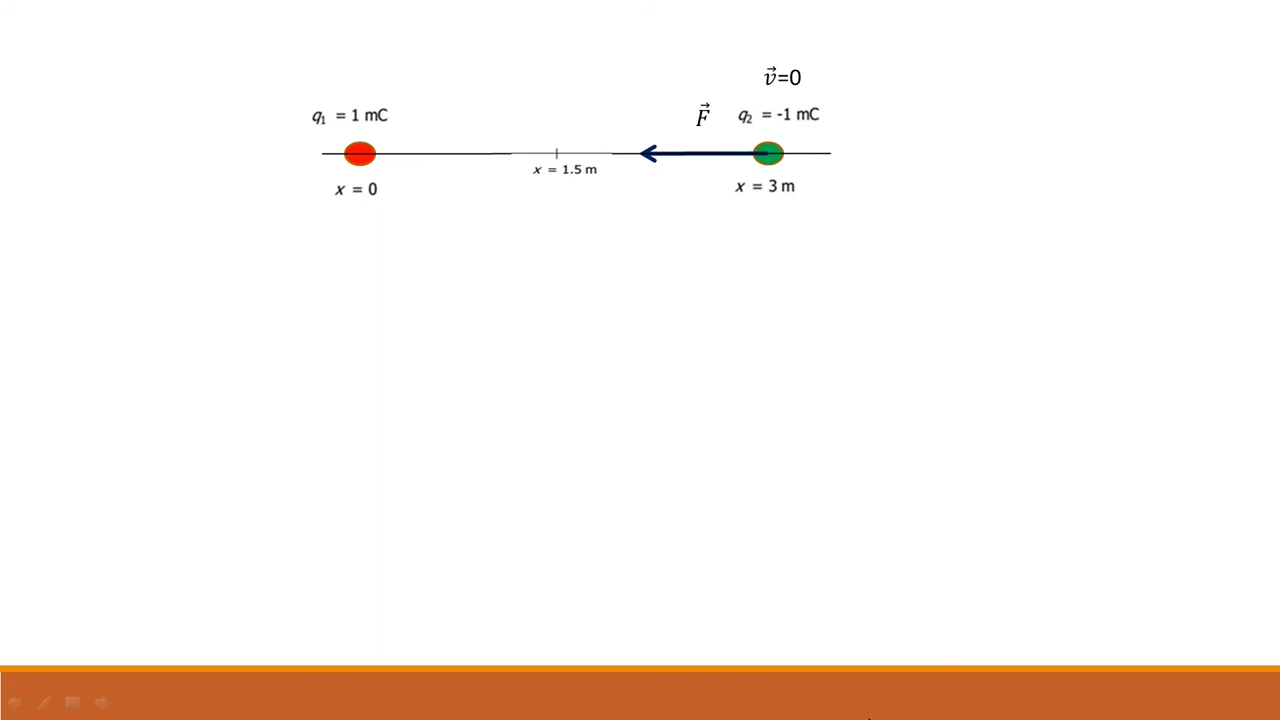 v⃗=0
q₁ = 1 mC
F⃗
q₂ = -1 mC
x = 1.5 m
x = 0
x = 3 m